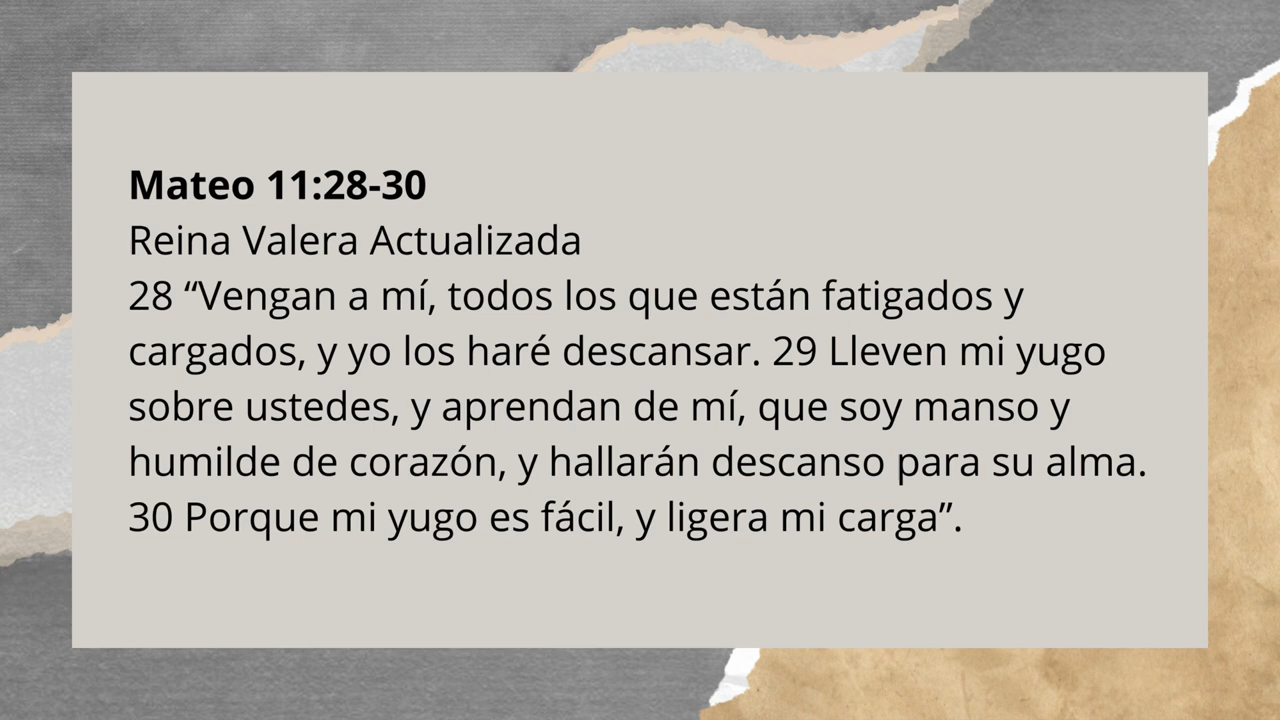 Mateo 11:28-30
Reina Valera Actualizada
28 “Vengan a mí, todos los que están fatigados y
cargados, y yo los haré descansar. 29 Lleven mi yugo
sobre ustedes, y aprendan de mí, que soy manso y
humilde de corazón, y hallarán descanso para su alma.
30 Porque mi yugo es fácil, y ligera mi carga”.